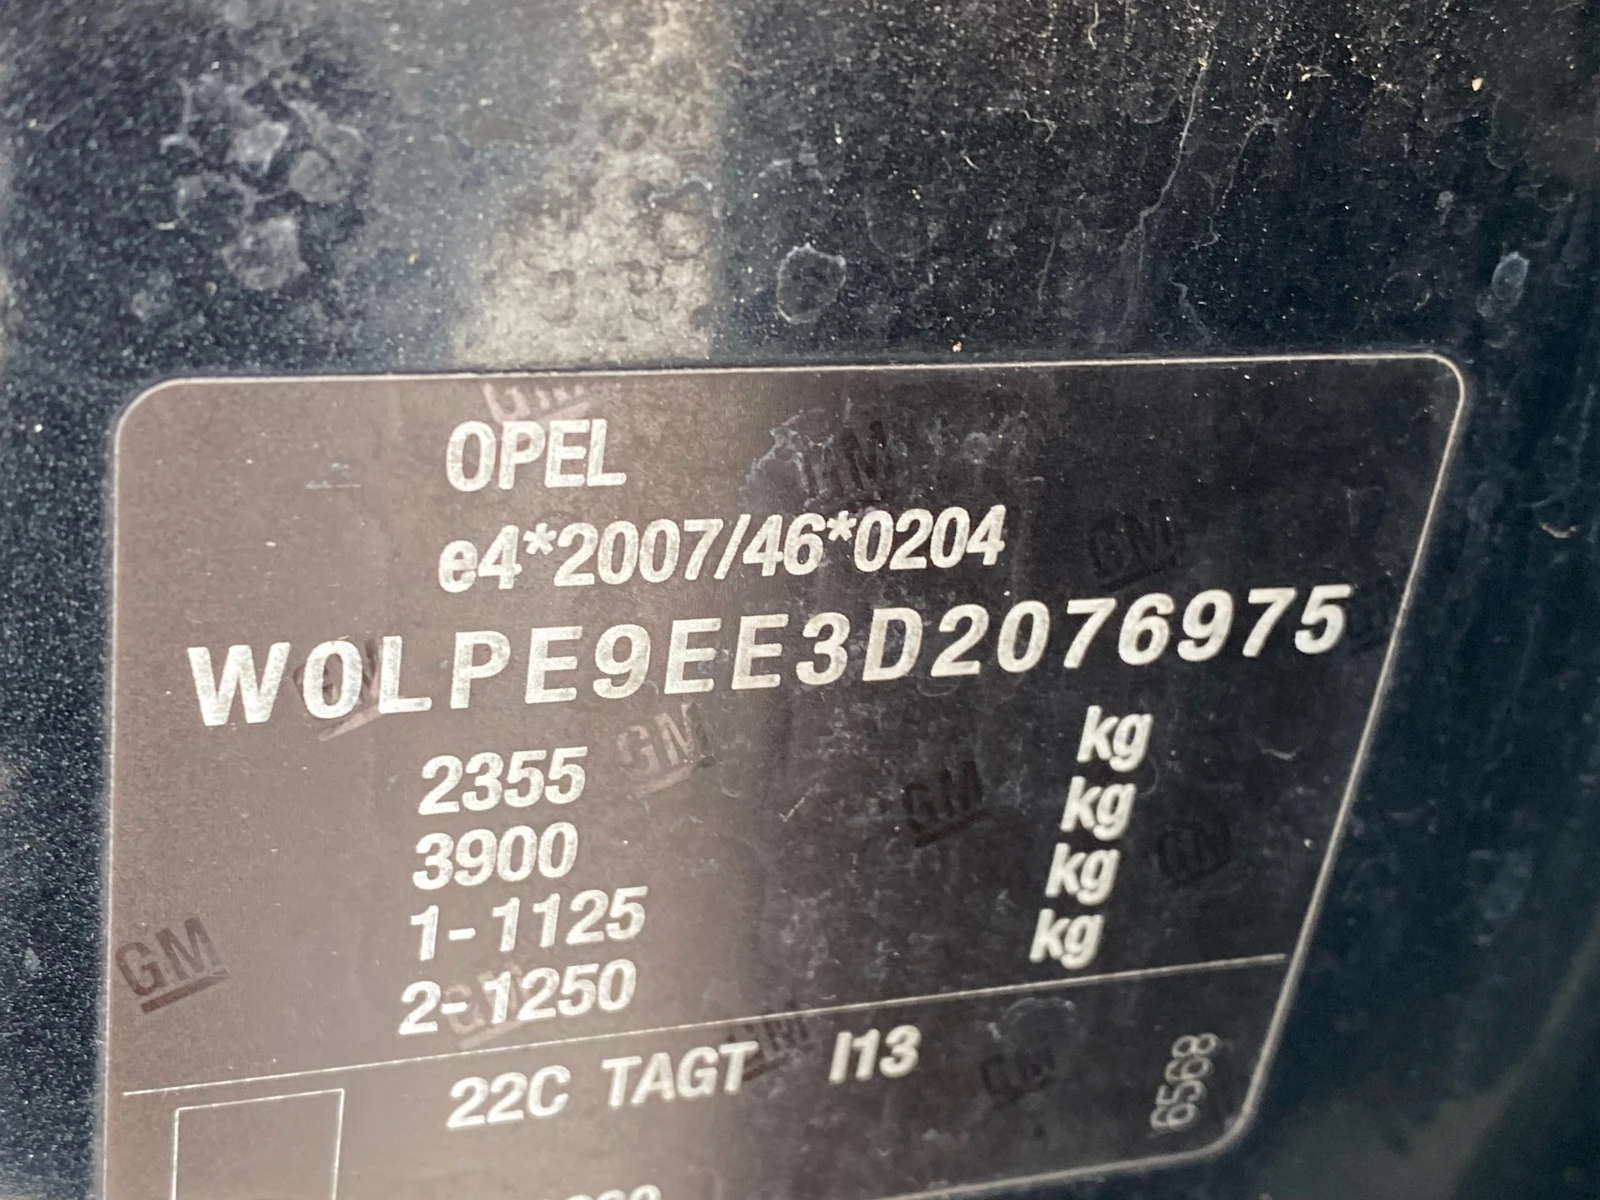 OPEL
e4*2007/46*0204
W0LPE9EE3D2076975
2355 kg
3900 kg
1-1125 kg
2-1250 kg
22C TAGT I13
6568